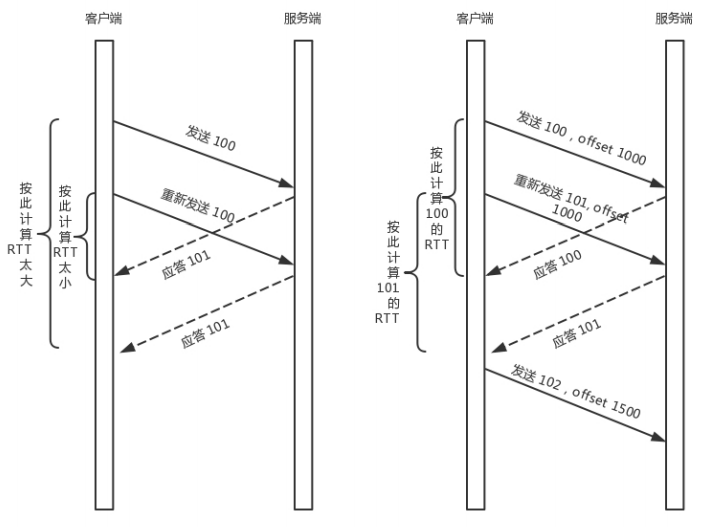 客户端
服务端
发送 100
重新发送 100
应答 101
应答 101
按此计算RTT太大
按此计算RTT太小
客户端
服务端
发送 100，offset 1000
重新发送 101, offset
1000
应答 100
应答 101
发送 102，offset 1500
按此计算100的RTT
按此计算101的RTT